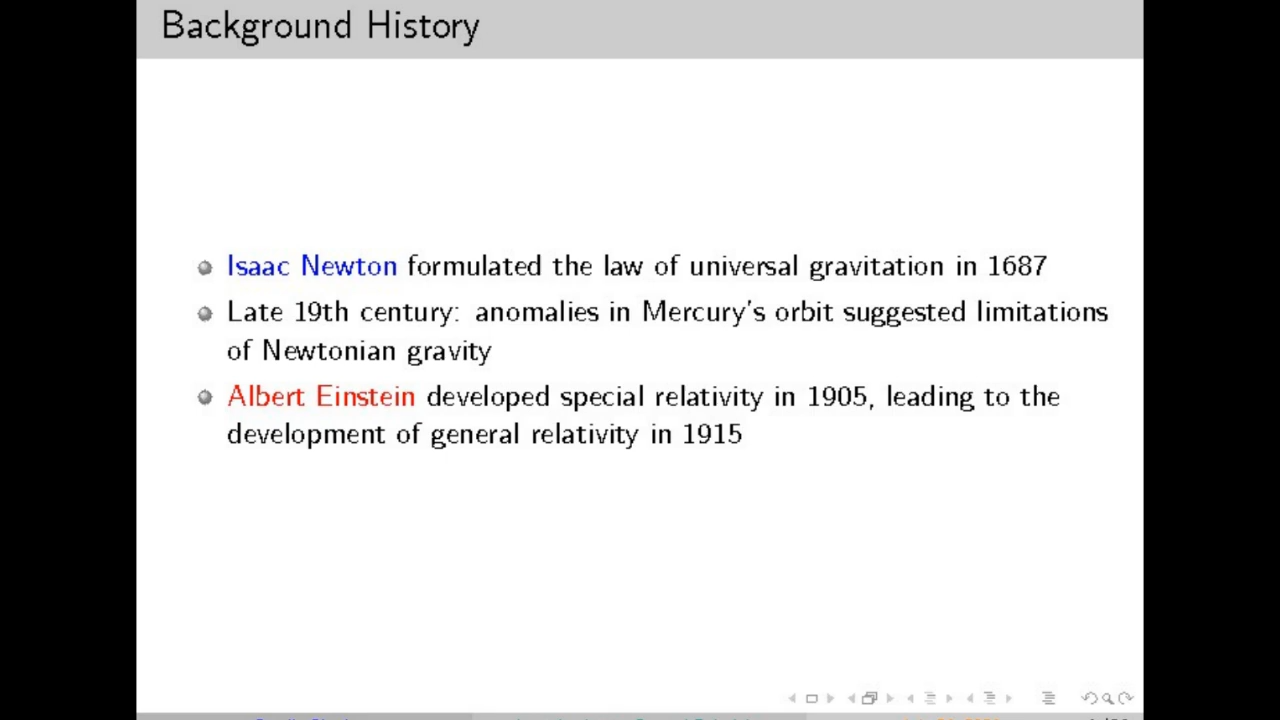 Background History
Isaac Newton formulated the law of universal gravitation in 1687
Late 19th century: anomalies in Mercury's orbit suggested limitations
of Newtonian gravity
Albert Einstein developed special relativity in 1905, leading to the
development of general relativity in 1915